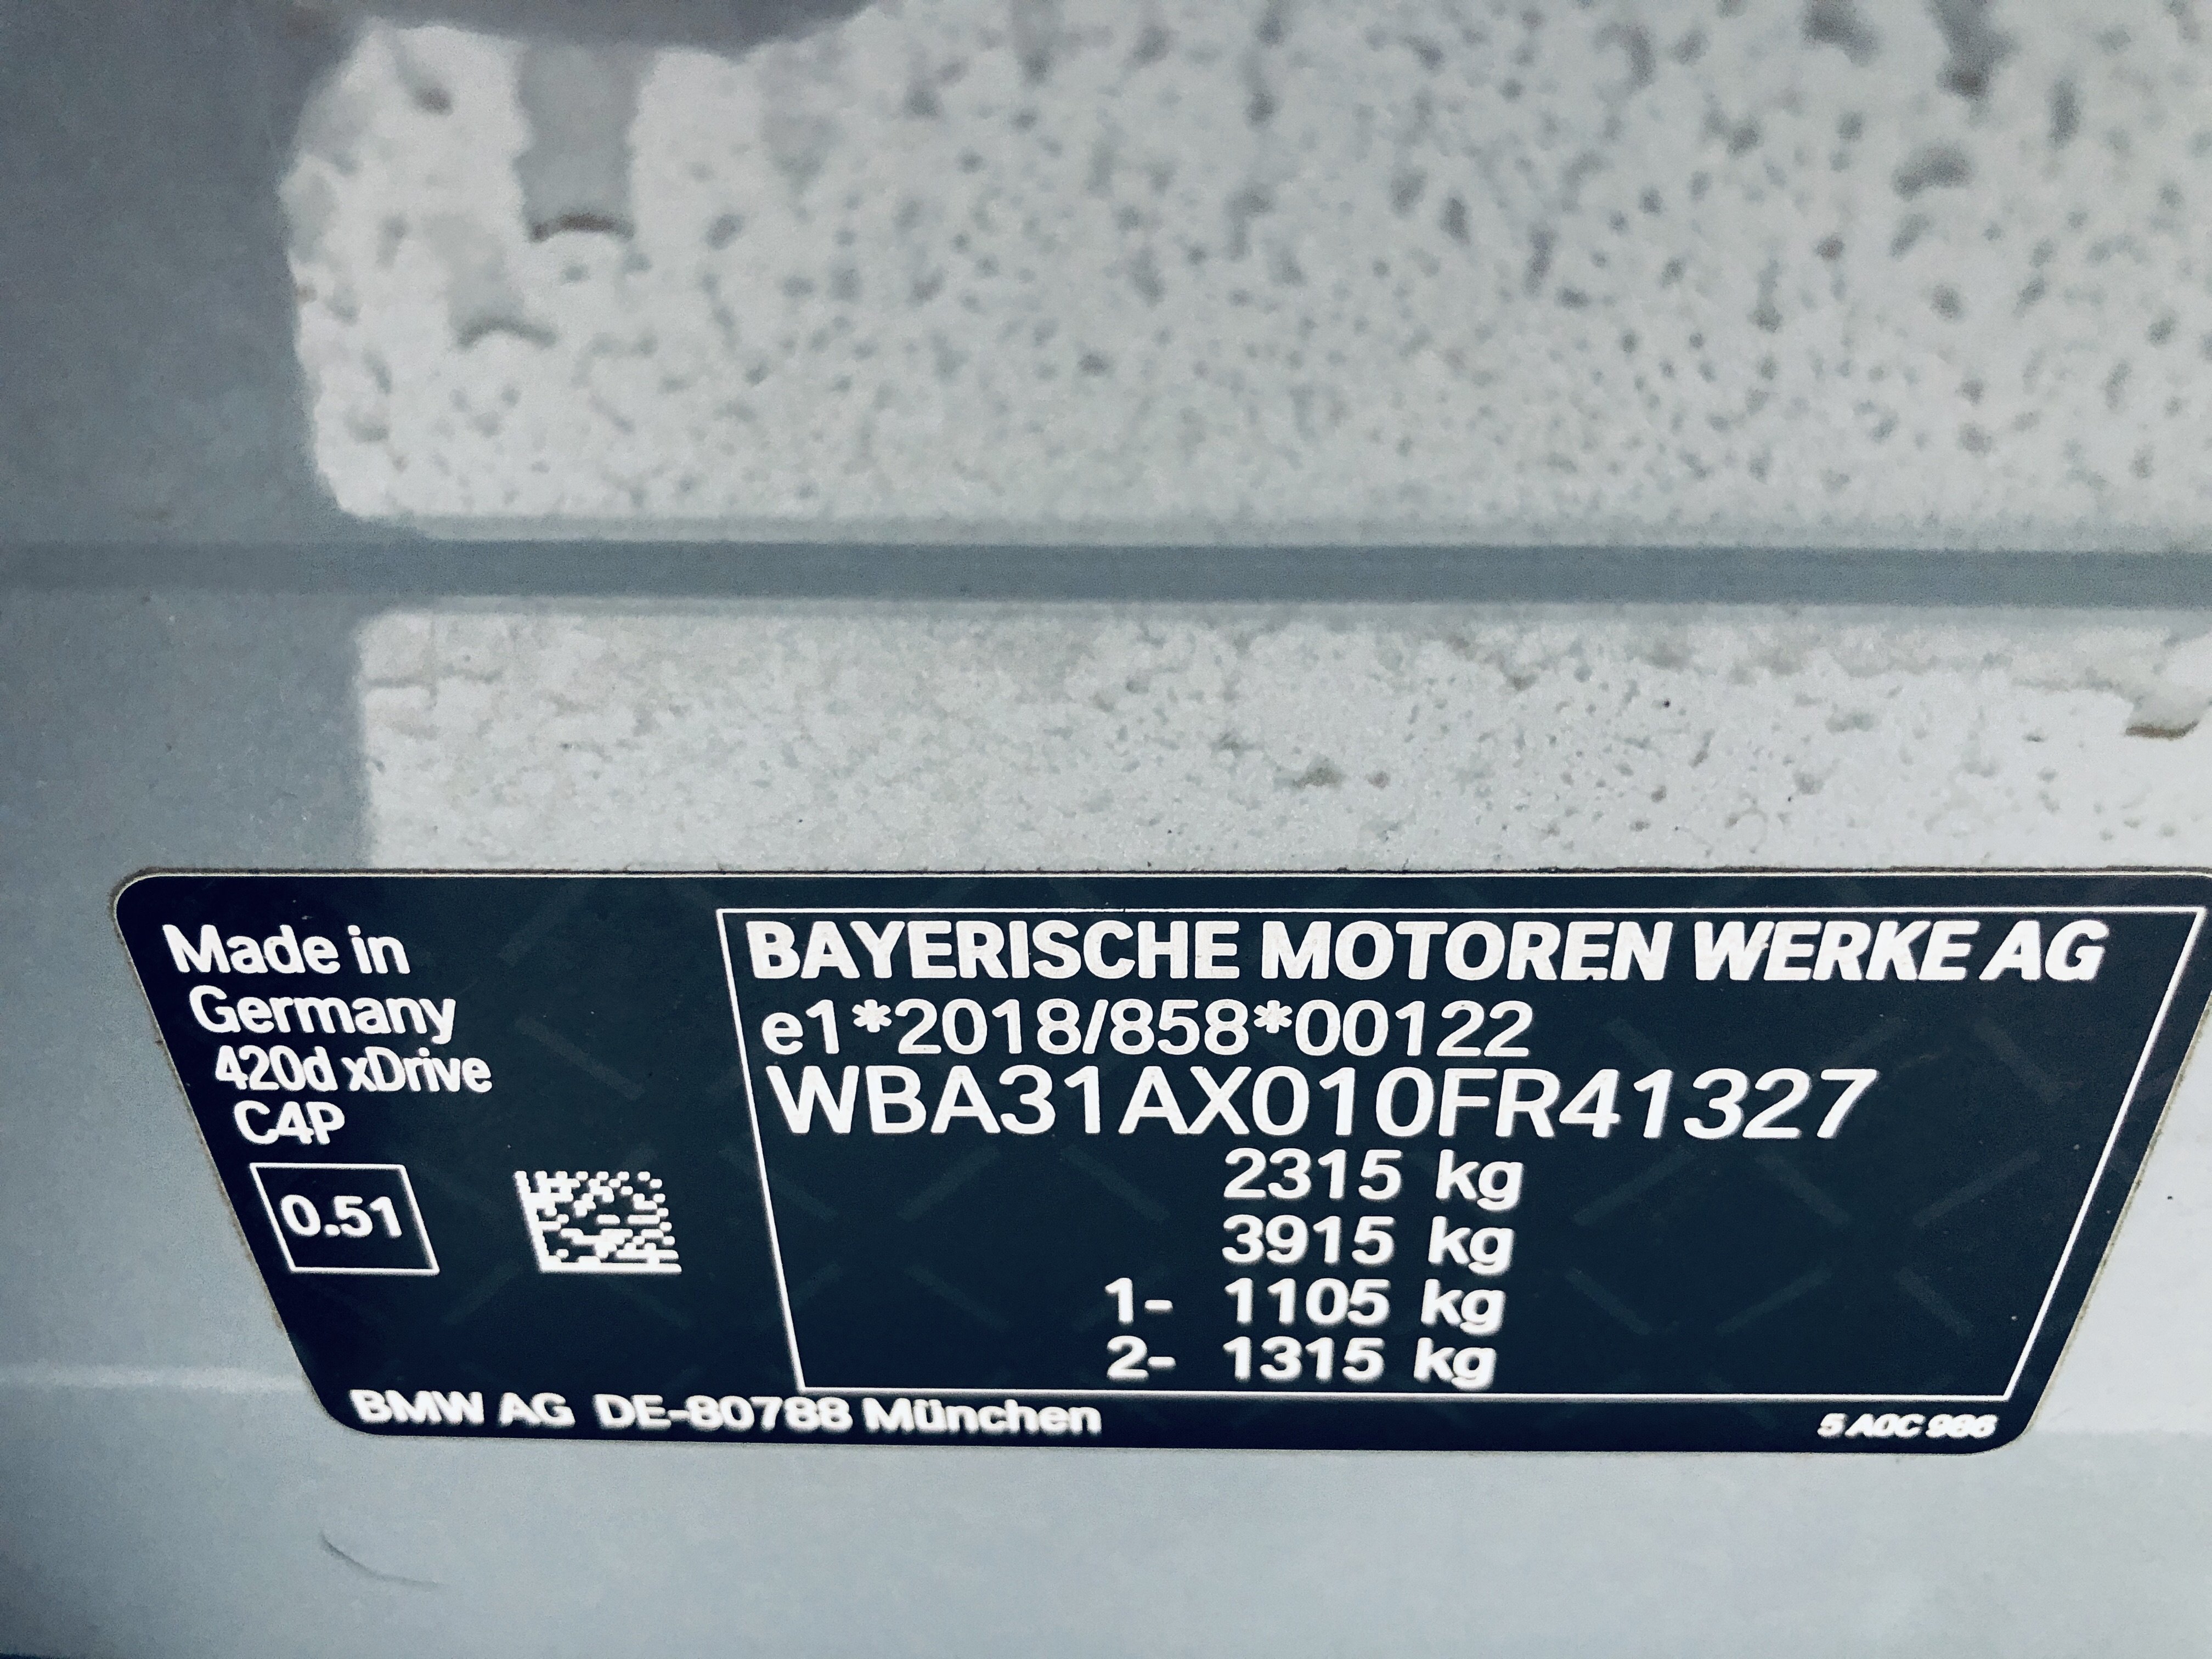 Made in
Germany
420d xDrive
C4P
0.51
BAYERISCHE MOTOREN WERKE AG
e1*2018/858*00122
WBA31AX010FR41327
2315 kg
3915 kg
1- 1105 kg
2- 1315 kg
BMW AG DE-80788 München
5 A0C 986